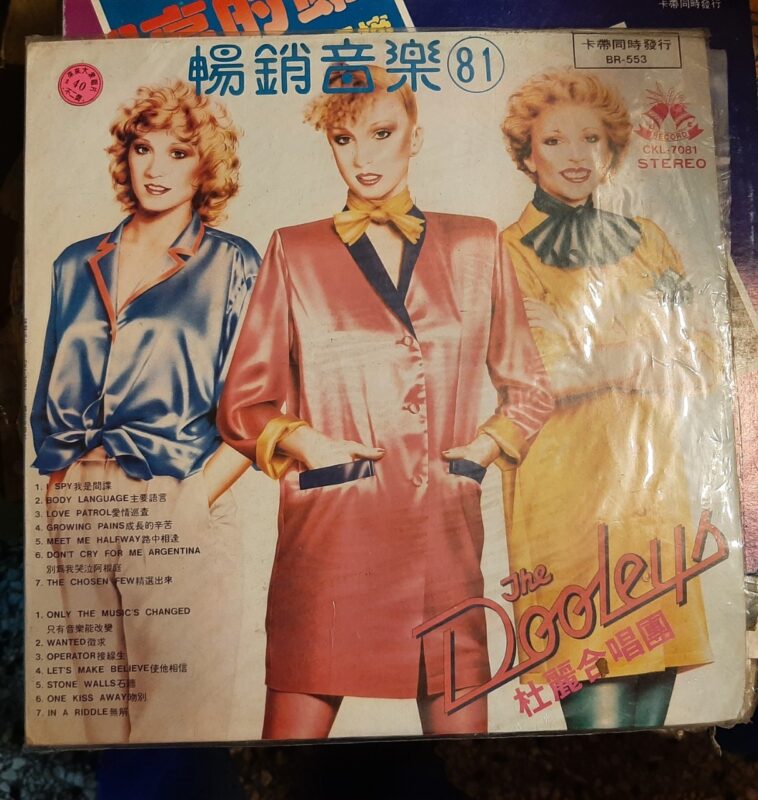 卡帶同時發行
暢銷音樂81
卡帶同時發行
BR-553
40
RECORD
CKL-7081
STEREO
1. I SPY我是間諜
2. BODY LANGUAGE主要語言
3. LOVE PATROL愛情巡查
4. GROWING PAINS成長的辛苦
5. MEET ME HALFWAY路中相逢
6. DON'T CRY FOR ME ARGENTINA
別爲我哭泣阿根庭
7. THE CHOSEN FEW精選出來
1. ONLY THE MUSIC'S CHANGED
只有音樂能改變
2. WANTED徵求
3. OPERATOR接線生
4. LET'S MAKE BELIEVE使他相信
5. STONE WALLS石牆
6. ONE KISS AWAY吻別
7. IN A RIDDLE無解
The
Dooleys
杜麗合唱團